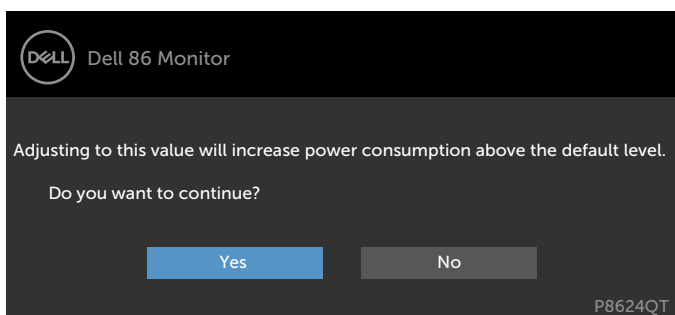 DELL Dell 86 Monitor
Adjusting to this value will increase power consumption above the default level.
Do you want to continue?
Yes No
P8624QT